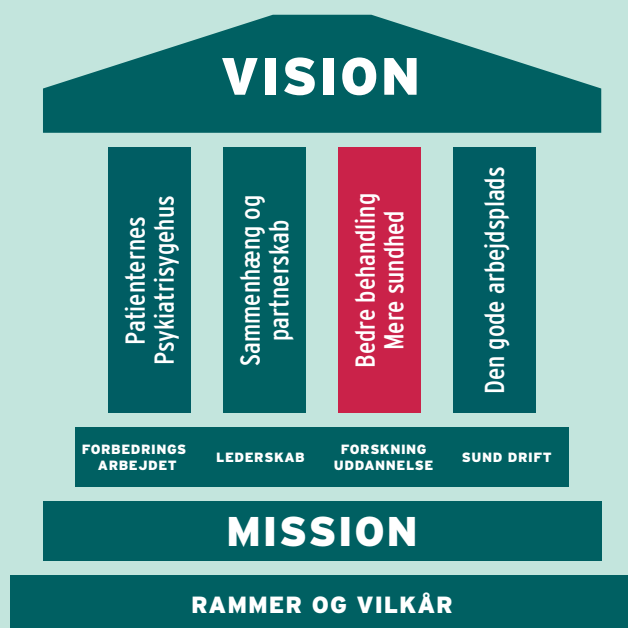 VISION
Patienternes
Psykiatrisygehus
Sammenhæng og
partnerskab
Bedre behandling
Mere sundhed
Den gode arbejdsplads
FORBEDRINGS
ARBEJDET
LEDERSKAB
FORSKNING
UDDANNELSE
SUND DRIFT
MISSION
RAMMER OG VILKÅR